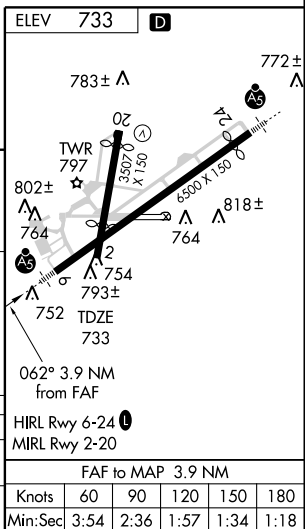 ELEV 733 D
783± 772±
A5
20 V 24
TWR
797
3507
X 150
6500 X 150
802±
764
818±
764
A5
2 754
6
793±
752 TDZE
733
062° 3.9 NM
from FAF
HIRL Rwy 6-24 L
MIRL Rwy 2-20
FAF to MAP 3.9 NM
Knots 60 90 120 150 180
Min:Sec 3:54 2:36 1:57 1:34 1:18